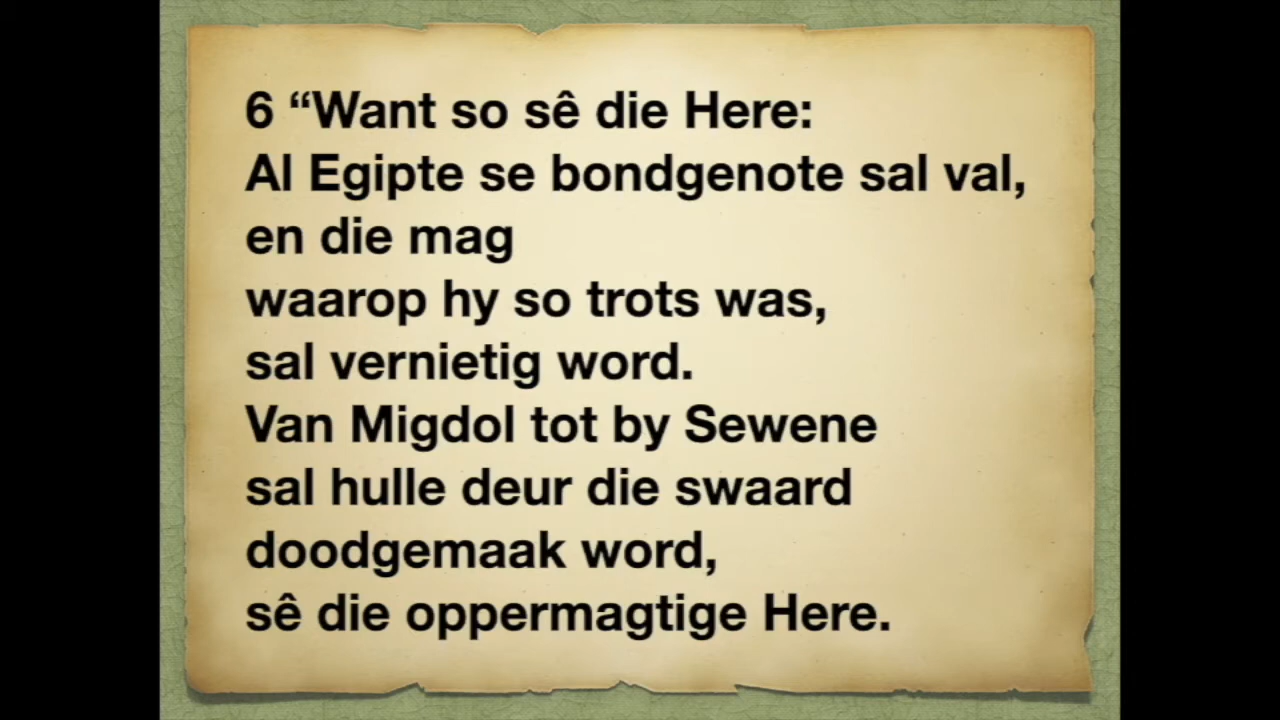 6 “Want so sê die Here:
Al Egipte se bondgenote sal val,
en die mag
waarop hy so trots was,
sal vernietig word.
Van Migdol tot by Sewene
sal hulle deur die swaard
doodgemaak word,
sê die oppermagtige Here.